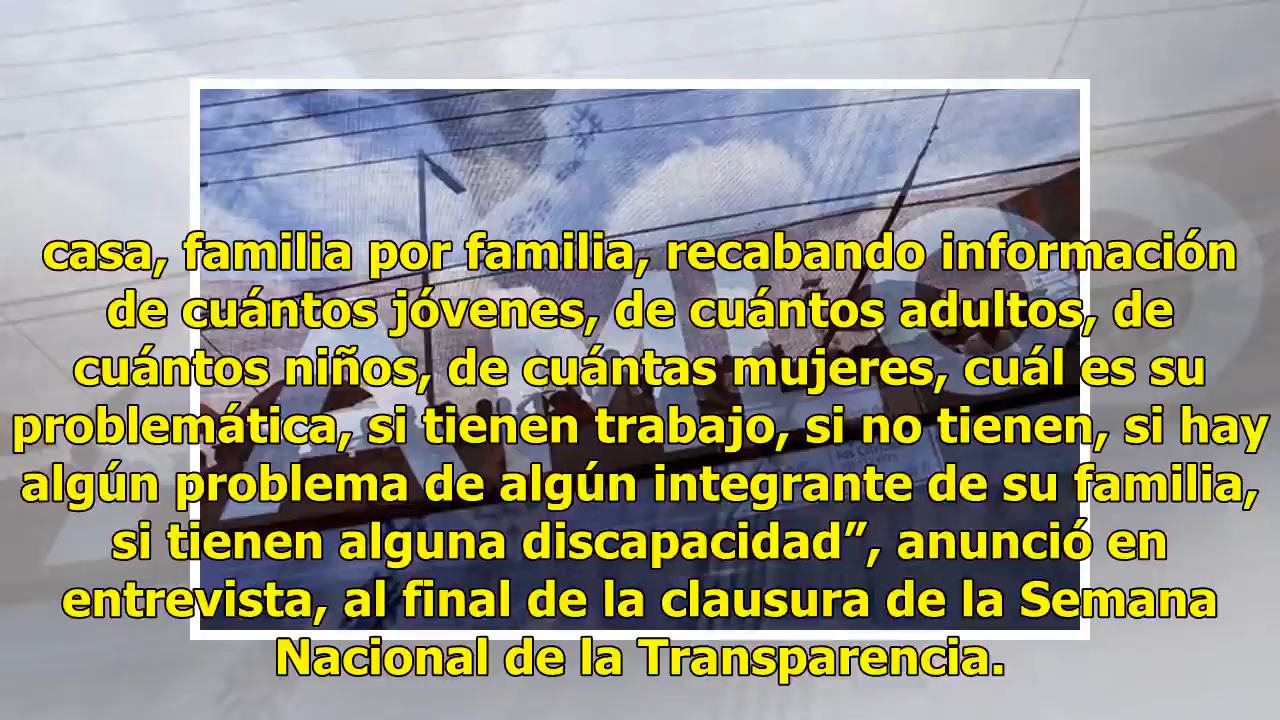 casa, familia por familia, recabando información
de cuántos jóvenes, de cuántos adultos, de
cuántos niños, de cuántas mujeres, cuál es su
problemática, si tienen trabajo, si no tienen, si hay
algún problema de algún integrante de su familia,
si tienen alguna discapacidad”, anunció en
entrevista, al final de la clausura de la Semana
Nacional de la Transparencia.
AMLO